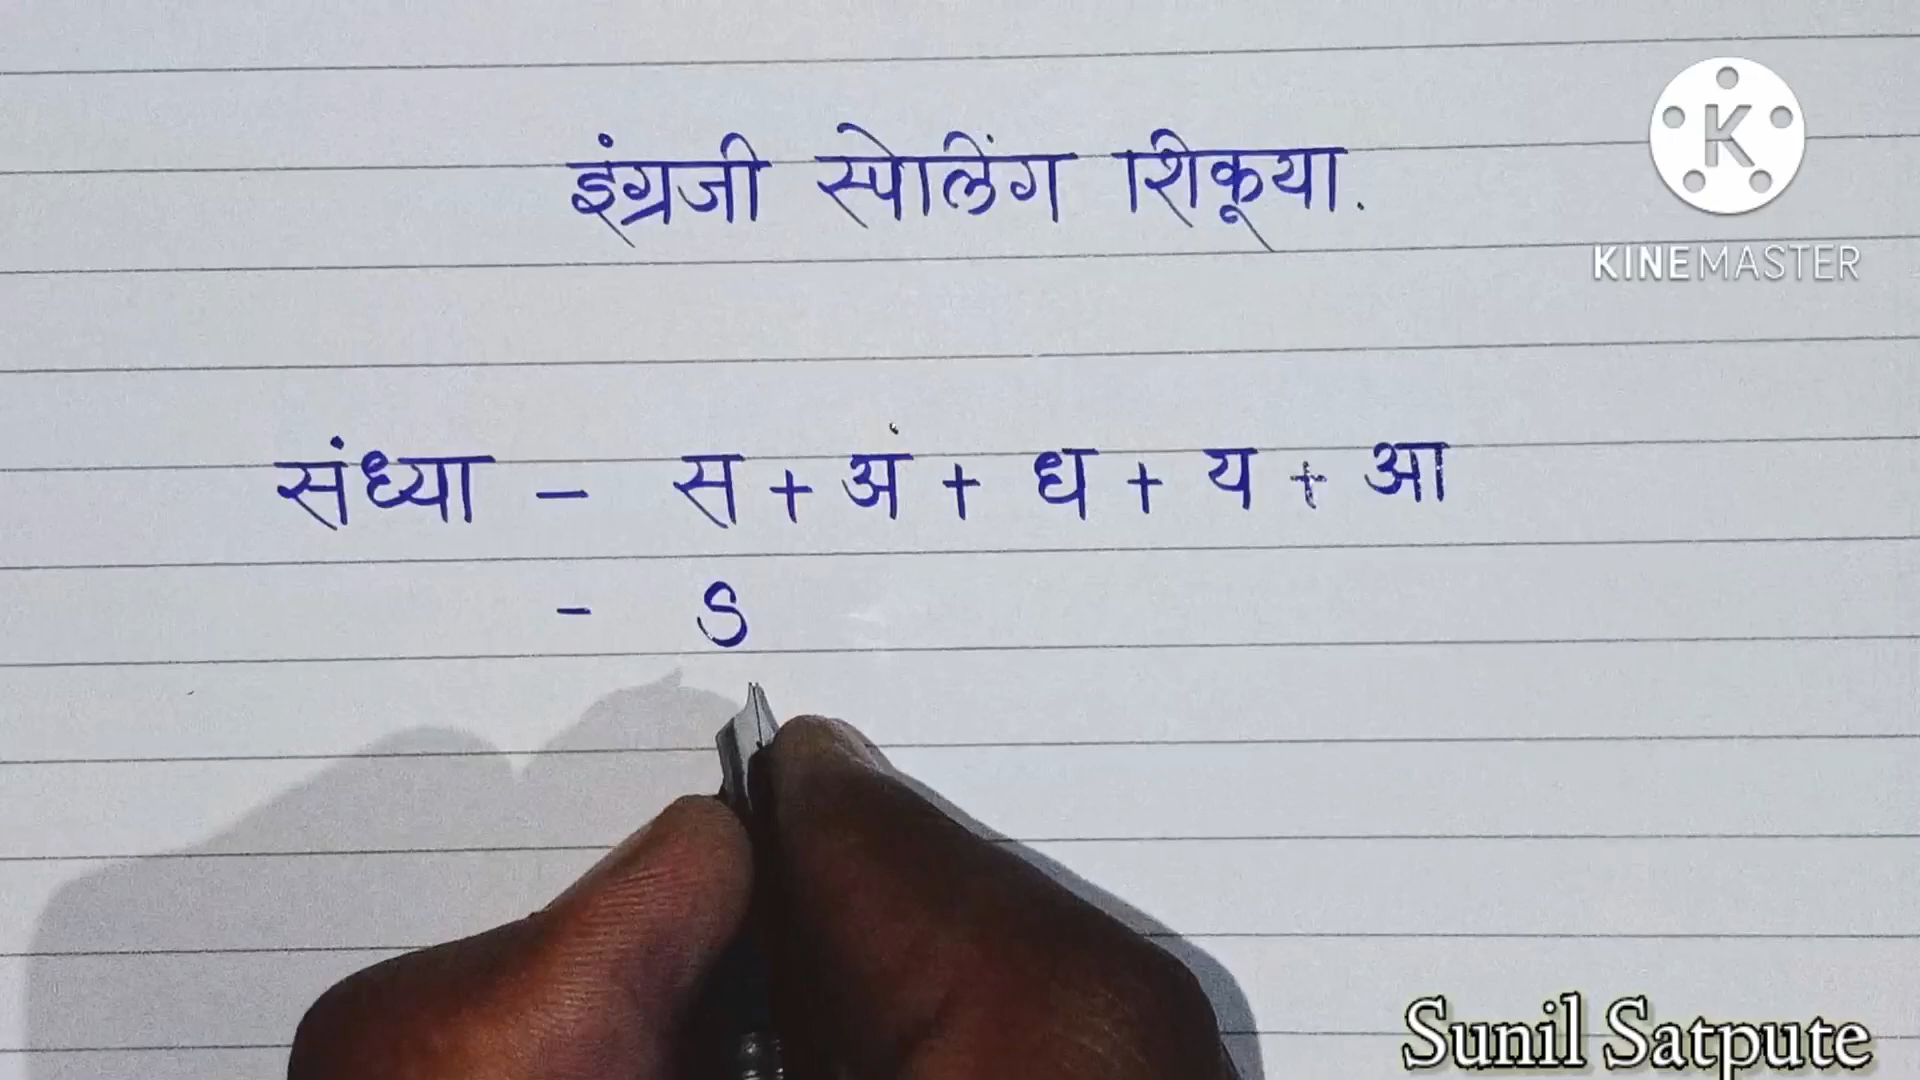 इंग्रजी स्पेलिंग शिकूया.
K
KINEMASTER
संध्या - स + अं + ध + य + आ
- S
Sunil Satpute